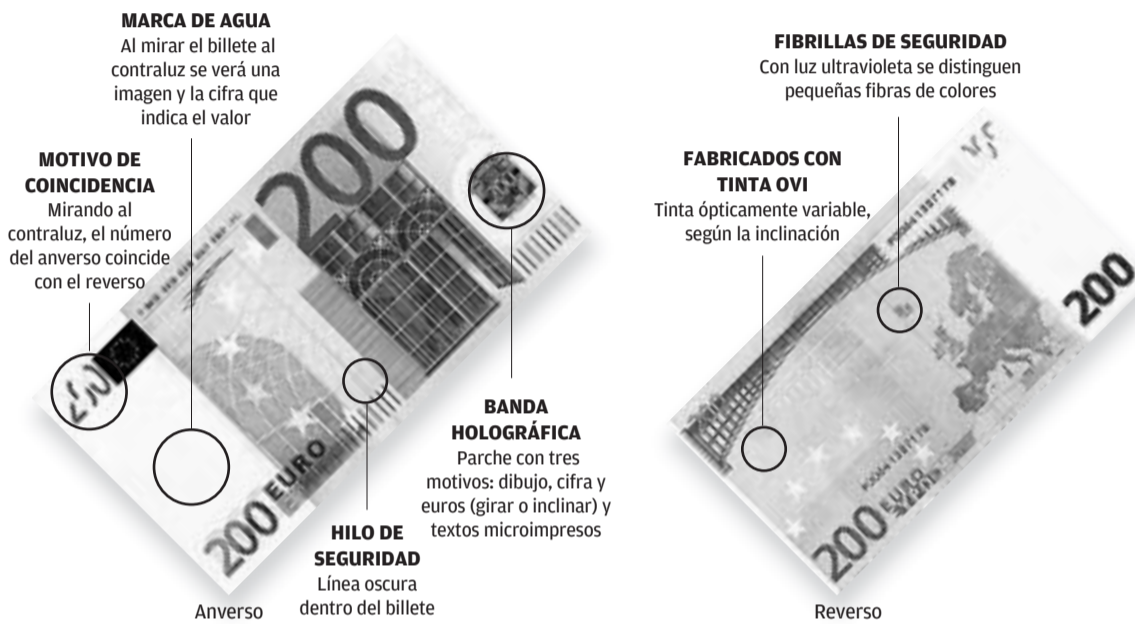 MARCA DE AGUA
Al mirar el billete al
contraluz se verá una
imagen y la cifra que
indica el valor
MOTIVO DE
COINCIDENCIA
Mirando al
contraluz, el número
del anverso coincide
con el reverso
200
200 EURO
HILO DE
SEGURIDAD
Línea oscura
dentro del billete
BANDA
HOLOGRÁFICA
Parche con tres
motivos: dibujo, cifra y
euros (girar o inclinar) y
textos microimpresos
Anverso
FIBRILLAS DE SEGURIDAD
Con luz ultravioleta se distinguen
pequeñas fibras de colores
FABRICADOS CON
TINTA OVI
Tinta ópticamente variable,
según la inclinación
200
200 EURO
Reverso